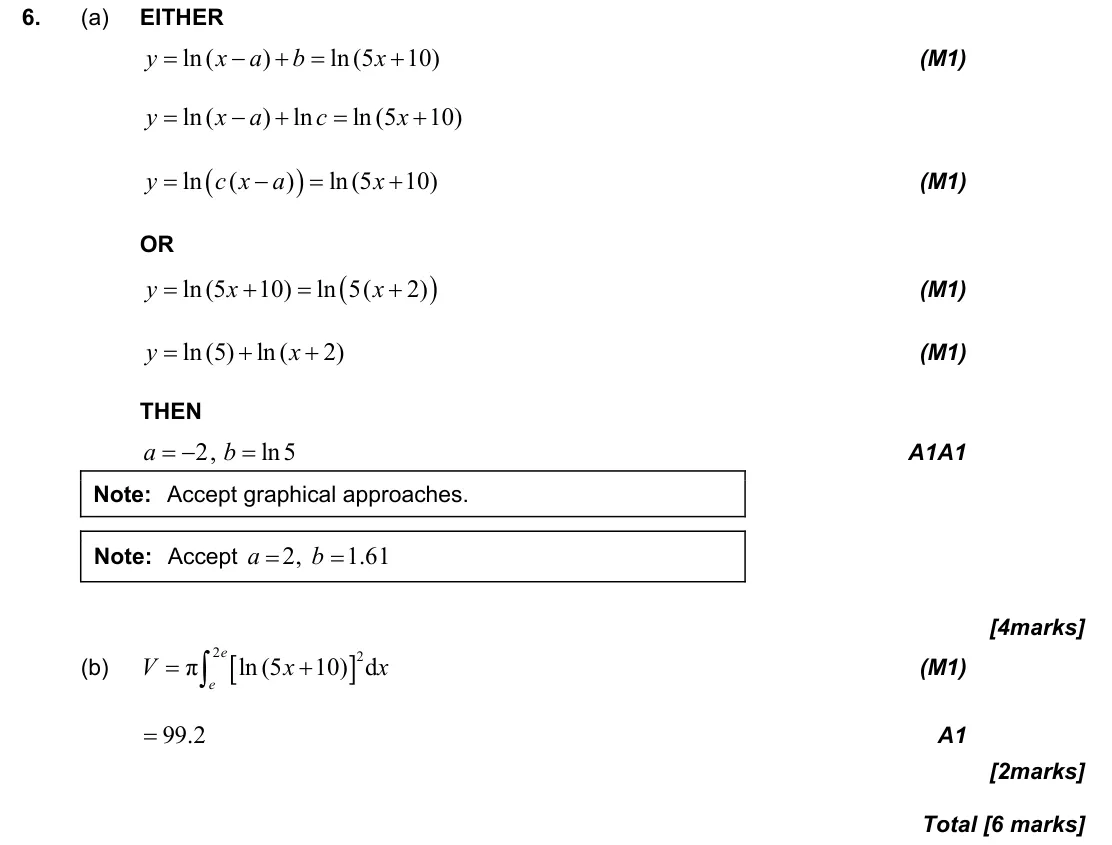 6. (a) EITHER
y = ln(x − a) + b = ln(5x + 10) (M1)
y = ln(x − a) + ln c = ln(5x + 10)
y = ln(c(x − a)) = ln(5x + 10) (M1)
OR
y = ln(5x + 10) = ln(5(x + 2)) (M1)
y = ln(5) + ln(x + 2) (M1)
THEN
a = −2, b = ln 5 A1A1
Note: Accept graphical approaches.
Note: Accept a = 2, b = 1.61
[4marks]
(b) V = π∫_e^{2e} [ln(5x + 10)]² dx (M1)
= 99.2 A1
[2marks]
Total [6 marks]